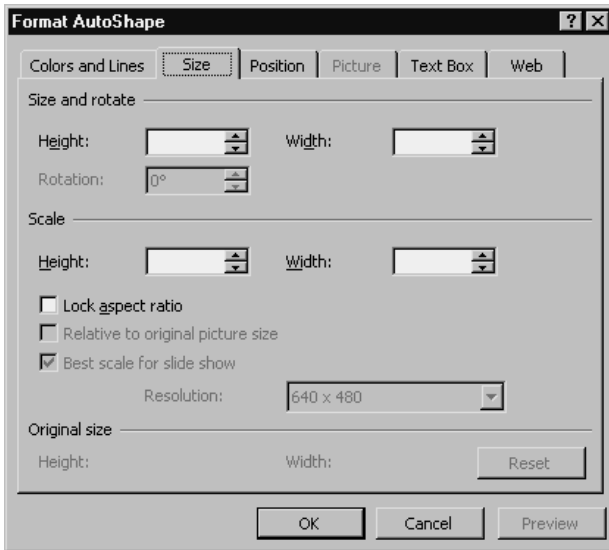 Format AutoShape
Colors and Lines Size Position Picture Text Box Web
Size and rotate
Height: Width:
Rotation: 0°
Scale
Height: Width:
Lock aspect ratio
Relative to original picture size
Best scale for slide show
Resolution: 640 x 480
Original size
Height: Width: Reset
OK Cancel Preview